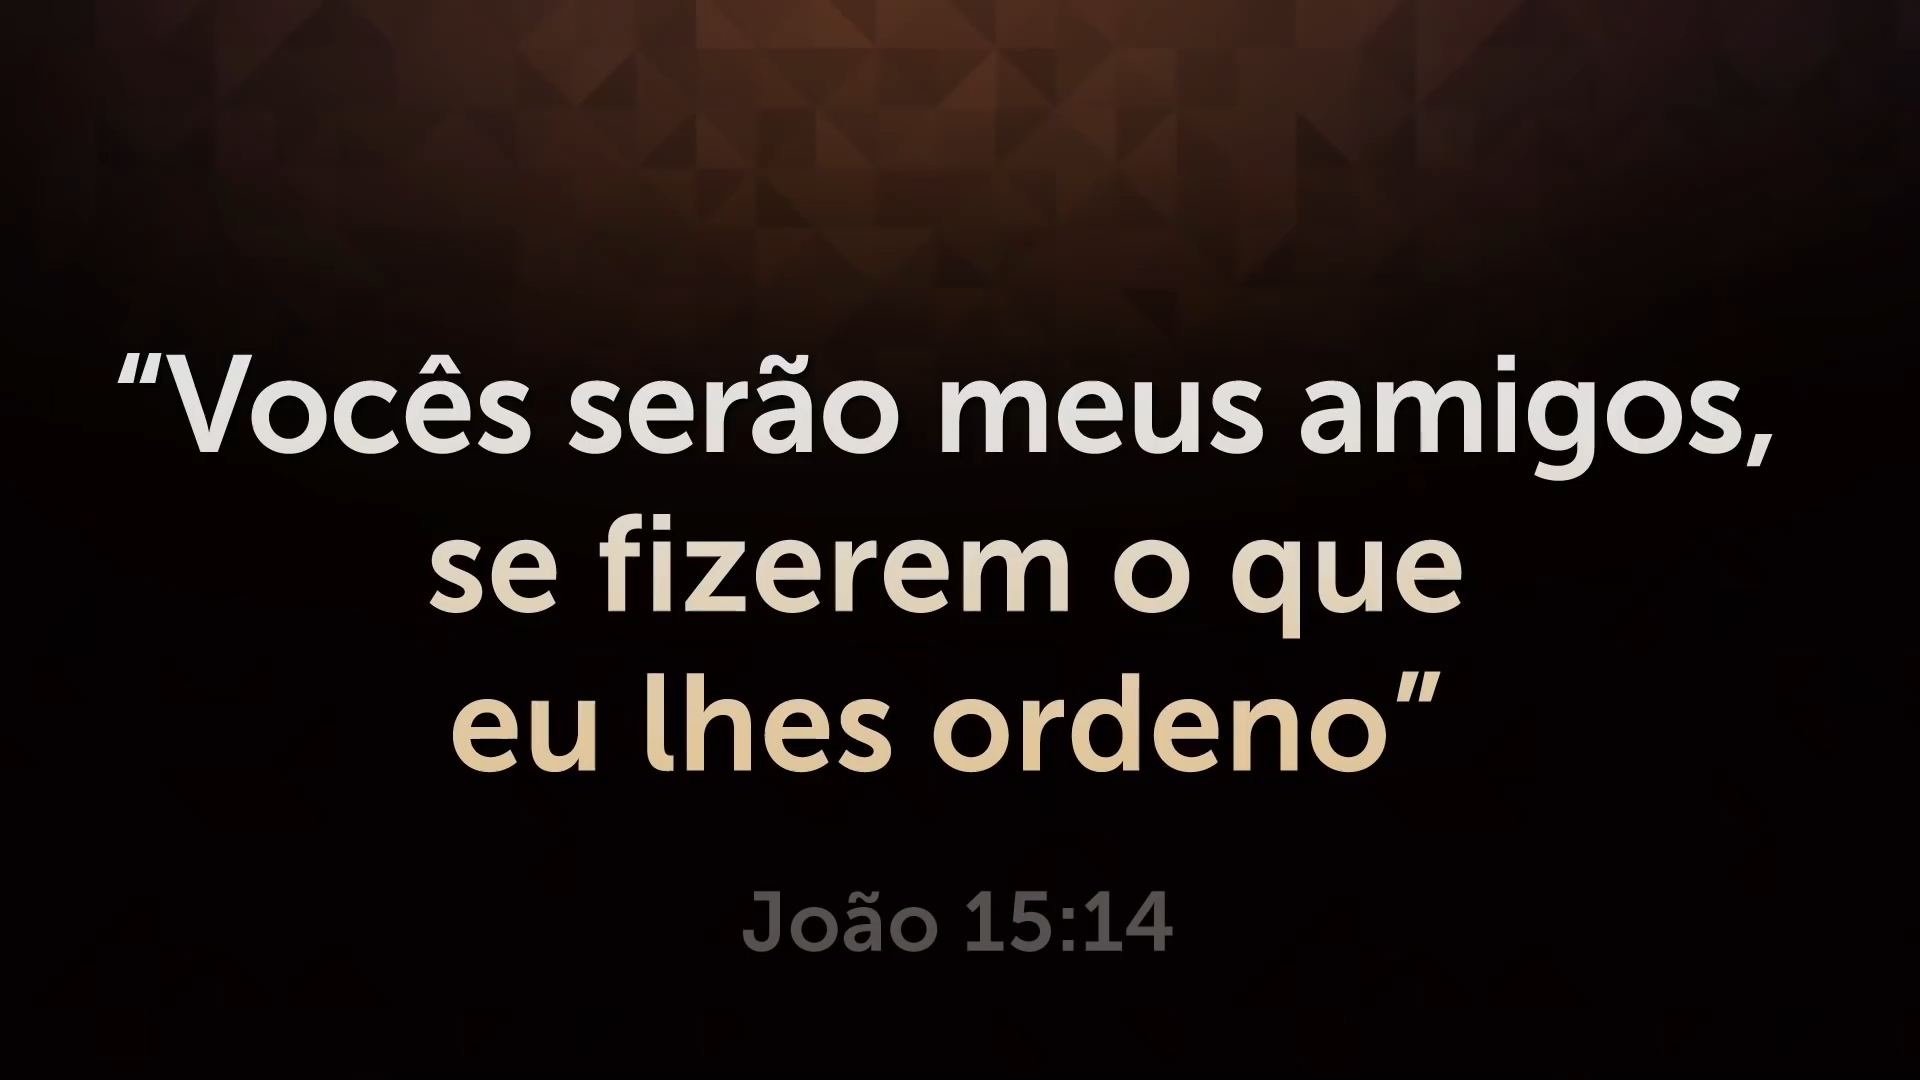 “Vocês serão meus amigos,
se fizerem o que
eu lhes ordeno”
João 15:14